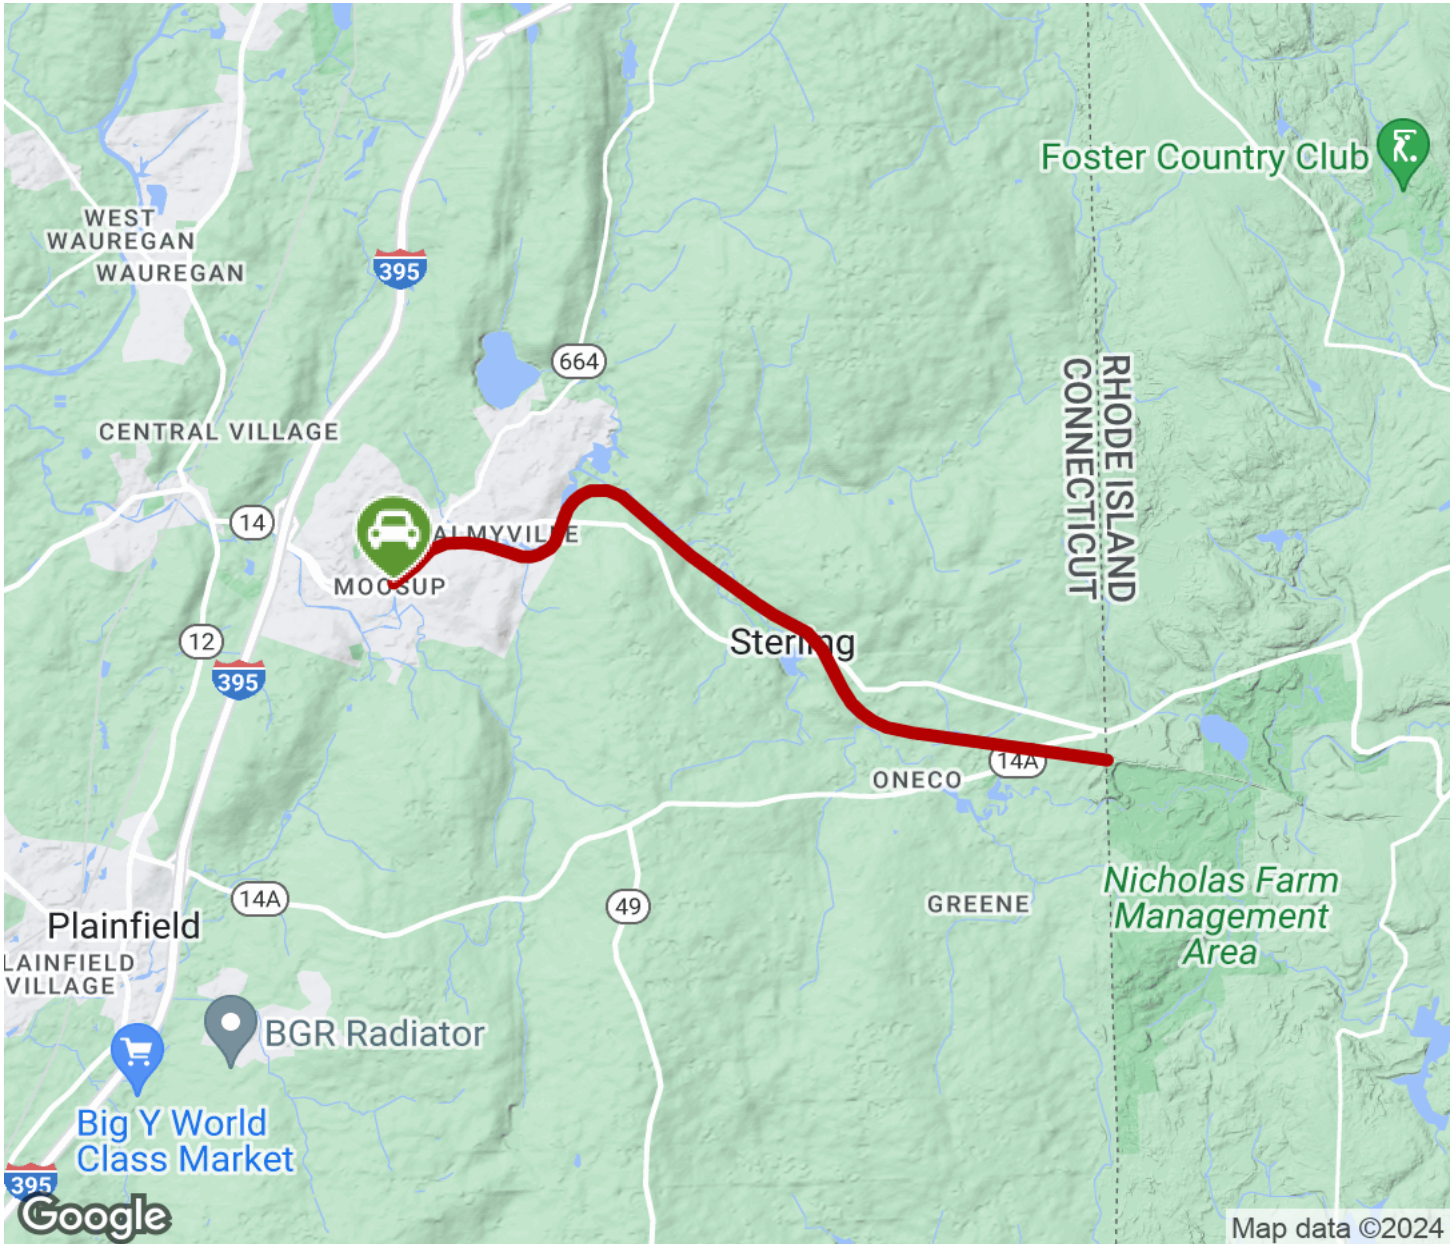 Foster Country Club
WEST
WAUREGAN
WAUREGAN
395
664
RHODE ISLAND
CONNECTICUT
CENTRAL VILLAGE
14
ALMYVILLE
MOOSUP
12
Sterling
395
14A
ONECO
14A
49
GREENE
Nicholas Farm
Management
Area
Plainfield
LAINFIELD
VILLAGE
BGR Radiator
Big Y World
Class Market
395
Google
Map data ©2024